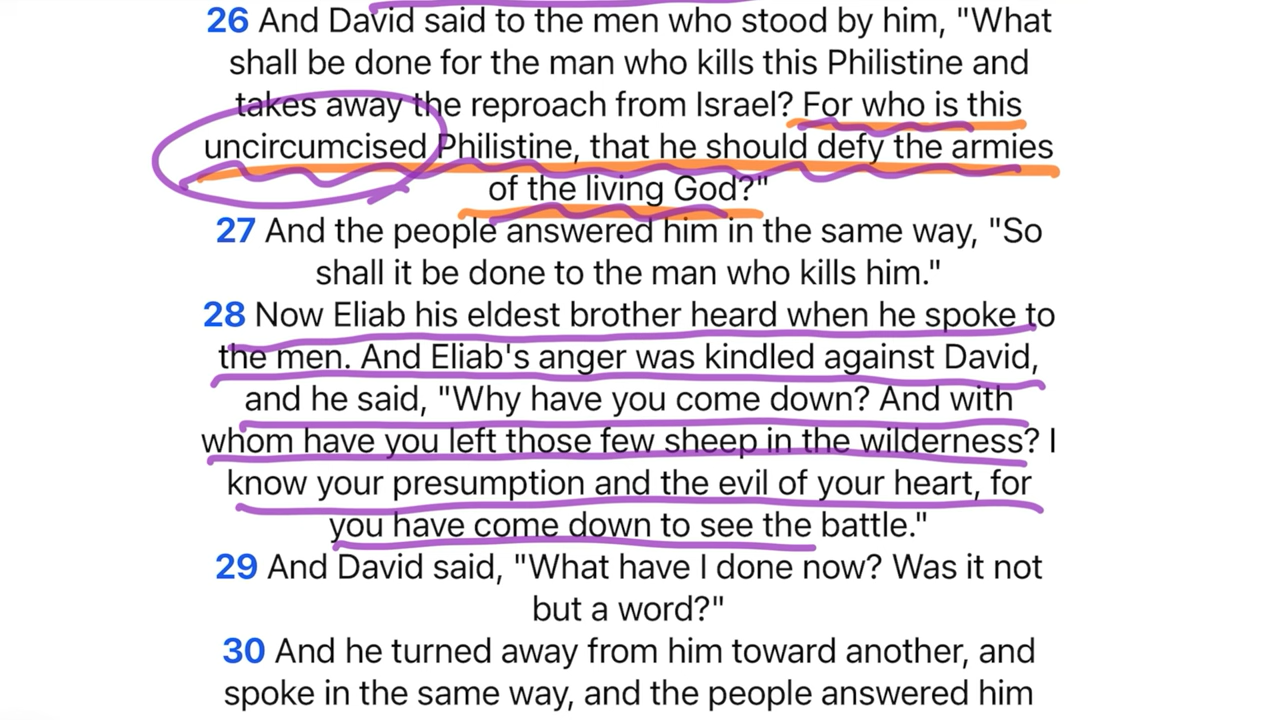 26 And David said to the men who stood by him, "What
shall be done for the man who kills this Philistine and
takes away the reproach from Israel? For who is this
uncircumcised Philistine, that he should defy the armies
of the living God?"
27 And the people answered him in the same way, "So
shall it be done to the man who kills him."
28 Now Eliab his eldest brother heard when he spoke to
the men. And Eliab's anger was kindled against David,
and he said, "Why have you come down? And with
whom have you left those few sheep in the wilderness? I
know your presumption and the evil of your heart, for
you have come down to see the battle."
29 And David said, "What have I done now? Was it not
but a word?"
30 And he turned away from him toward another, and
spoke in the same way, and the people answered him